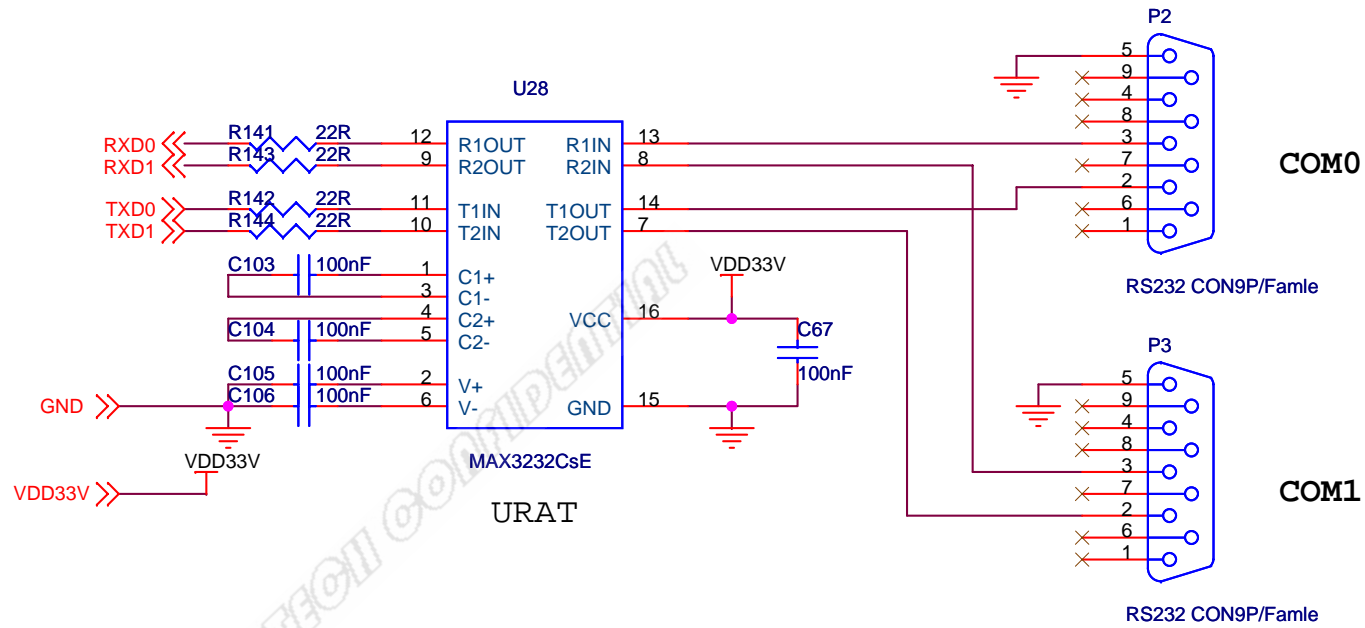 P2
5
9
4
8
3
7
2
6
1
COM0
RS232 CON9P/Famle
U28
RXD0 R141 22R 12 R1OUT R1IN 13
RXD1 R143 22R 9 R2OUT R2IN 8
TXD0 R142 22R 11 T1IN T1OUT 14
TXD1 R144 22R 10 T2IN T2OUT 7
C103 100nF 1 C1+
3 C1-
4 C2+
C104 100nF 5 C2-
VDD33V
VCC 16
C67
100nF
C105 100nF 2 V+
C106 100nF 6 V-
GND
GND 15
VDD33V
VDD33V
MAX3232CsE
URAT
P3
5
9
4
8
3
7
2
6
1
COM1
RS232 CON9P/Famle
TECH CONFIDENTIAL